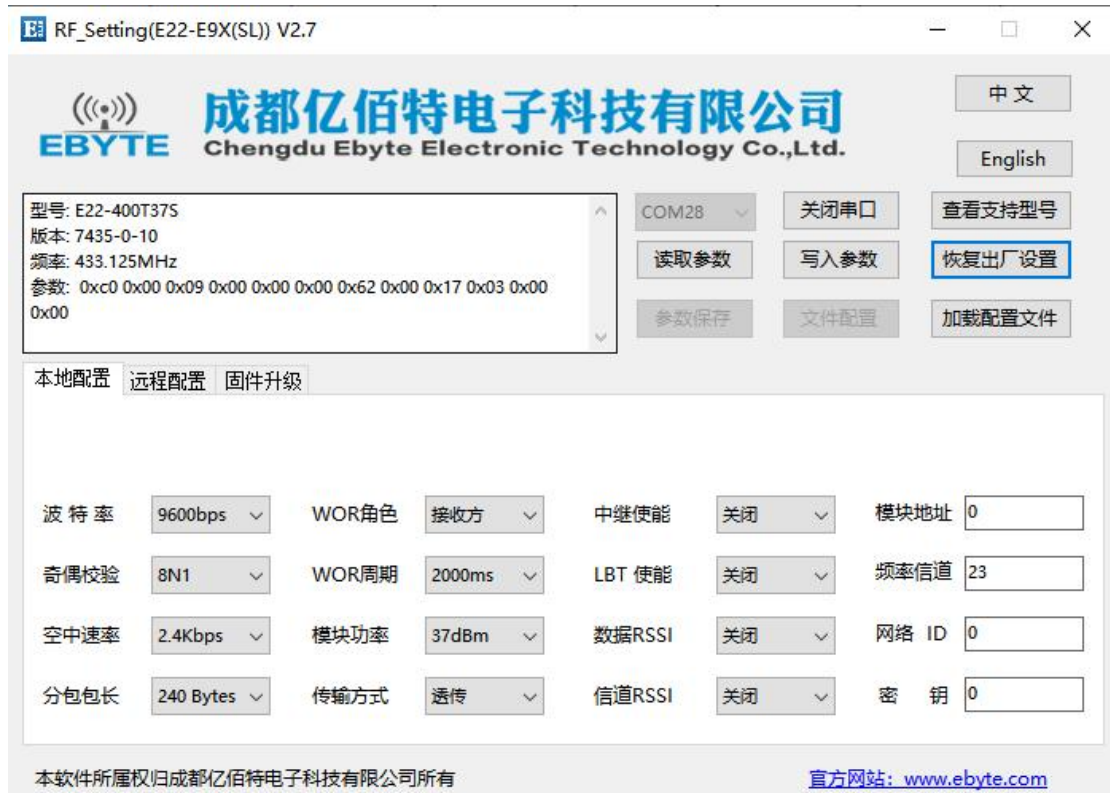 RF_Setting(E22-E9X(SL)) V2.7
EBYTE
成都亿佰特电子科技有限公司
Chengdu Ebyte Electronic Technology Co.,Ltd.
中 文
English
型号: E22-400T37S
版本: 7435-0-10
频率: 433.125MHz
参数: 0xc0 0x00 0x09 0x00 0x00 0x00 0x62 0x00 0x17 0x03 0x00
0x00
COM28 关闭串口 查看支持型号
读取参数 写入参数 恢复出厂设置
参数保存 文件配置 加载配置文件
本地配置 远程配置 固件升级
波 特 率 9600bps WOR角色 接收方 中继使能 关闭 模块地址 0
奇偶校验 8N1 WOR周期 2000ms LBT 使能 关闭 频率信道 23
空中速率 2.4Kbps 模块功率 37dBm 数据RSSI 关闭 网络 ID 0
分包包长 240 Bytes 传输方式 透传 信道RSSI 关闭 密 钥 0
本软件所属权归成都亿佰特电子科技有限公司所有 官方网站: www.ebyte.com